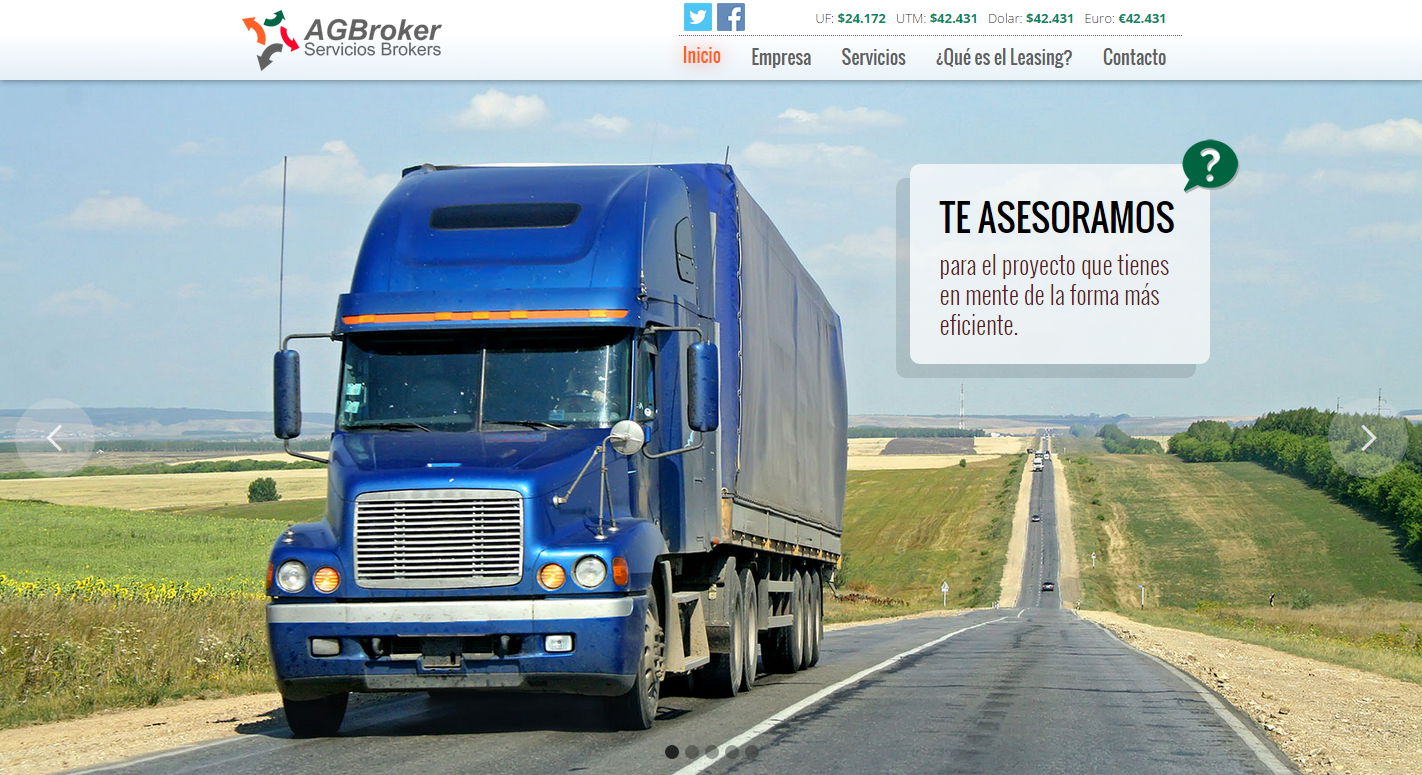 AGBroker
Servicios Brokers
UF: $24.172 UTM: $42.431 Dolar: $42.431 Euro: €42.431
Inicio Empresa Servicios ¿Qué es el Leasing? Contacto
?
TE ASESORAMOS
para el proyecto que tienes
en mente de la forma más
eficiente.